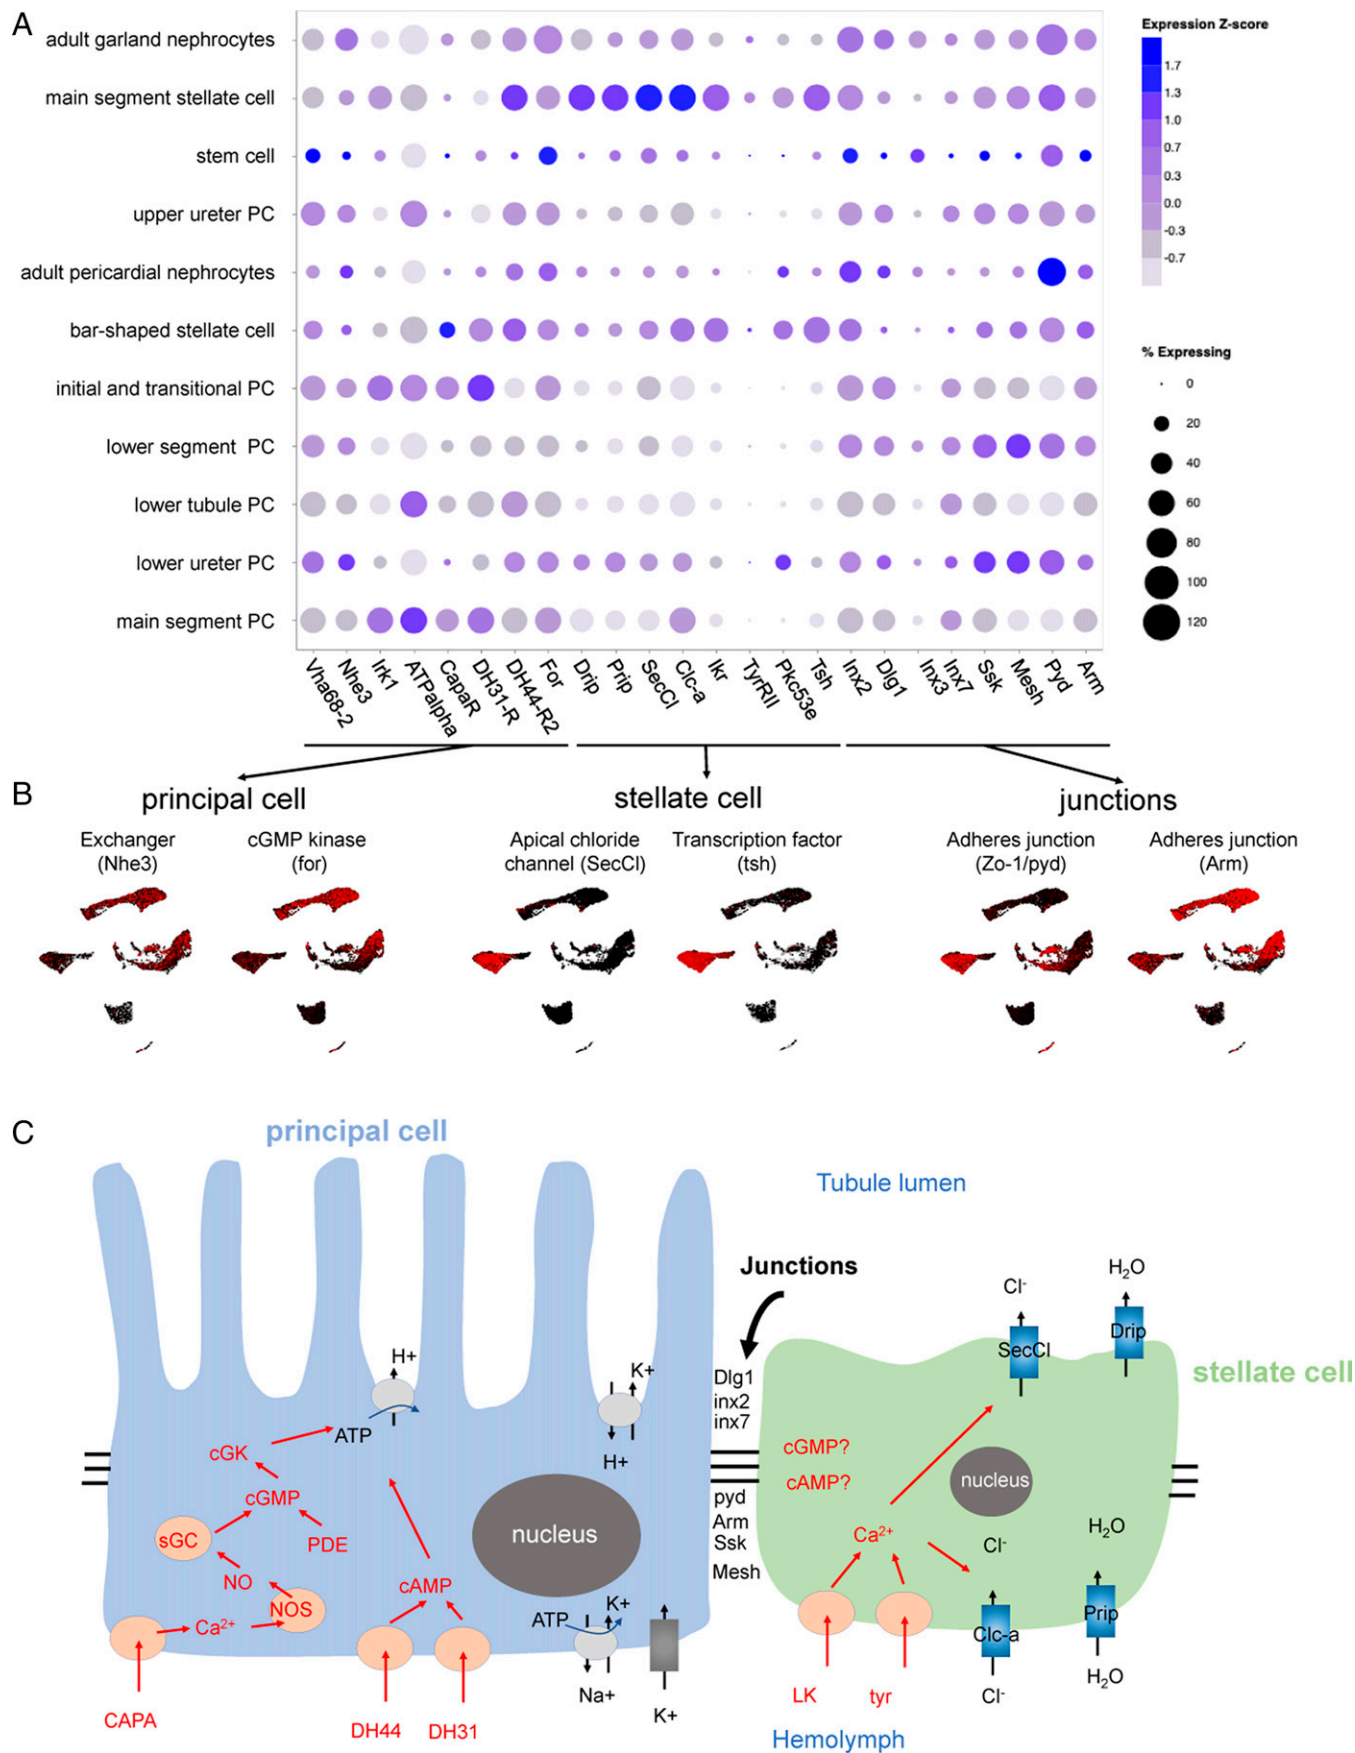 A
adult garland nephrocytes
main segment stellate cell
stem cell
upper ureter PC
adult pericardial nephrocytes
bar-shaped stellate cell
initial and transitional PC
lower segment PC
lower tubule PC
lower ureter PC
main segment PC
Vha68-2
Nhe3
Irk1
ATPalpha
CapaR
DH31-R
DH44-R2
For
Drip
Prip
SecCl
Clc-a
Ikr
TyrRII
Pkc53e
Tsh
Inx2
Dlg1
Inx3
Inx7
Ssk
Mesh
Pyd
Arm
Expression Z-score
1.7
1.3
1.0
0.7
0.3
0.0
-0.3
-0.7
% Expressing
0
20
40
60
80
100
120
B
principal cell
stellate cell
junctions
Exchanger
(Nhe3)
cGMP kinase
(for)
Apical chloride
channel (SecCl)
Transcription factor
(tsh)
Adheres junction
(Zo-1/pyd)
Adheres junction
(Arm)
C
principal cell
Tubule lumen
Junctions
stellate cell
H+
K+
ATP
H+
cGK
cGMP
sGC
PDE
NO
NOS
Ca2+
cAMP
nucleus
ATP
K+
Na+
K+
CAPA
DH44
DH31
Dlg1
inx2
inx7
pyd
Arm
Ssk
Mesh
Cl-
H2O
SecCl
Drip
cGMP?
cAMP?
nucleus
Ca2+
Cl-
H2O
Clc-a
Prip
LK
tyr
Cl-
H2O
Hemolymph